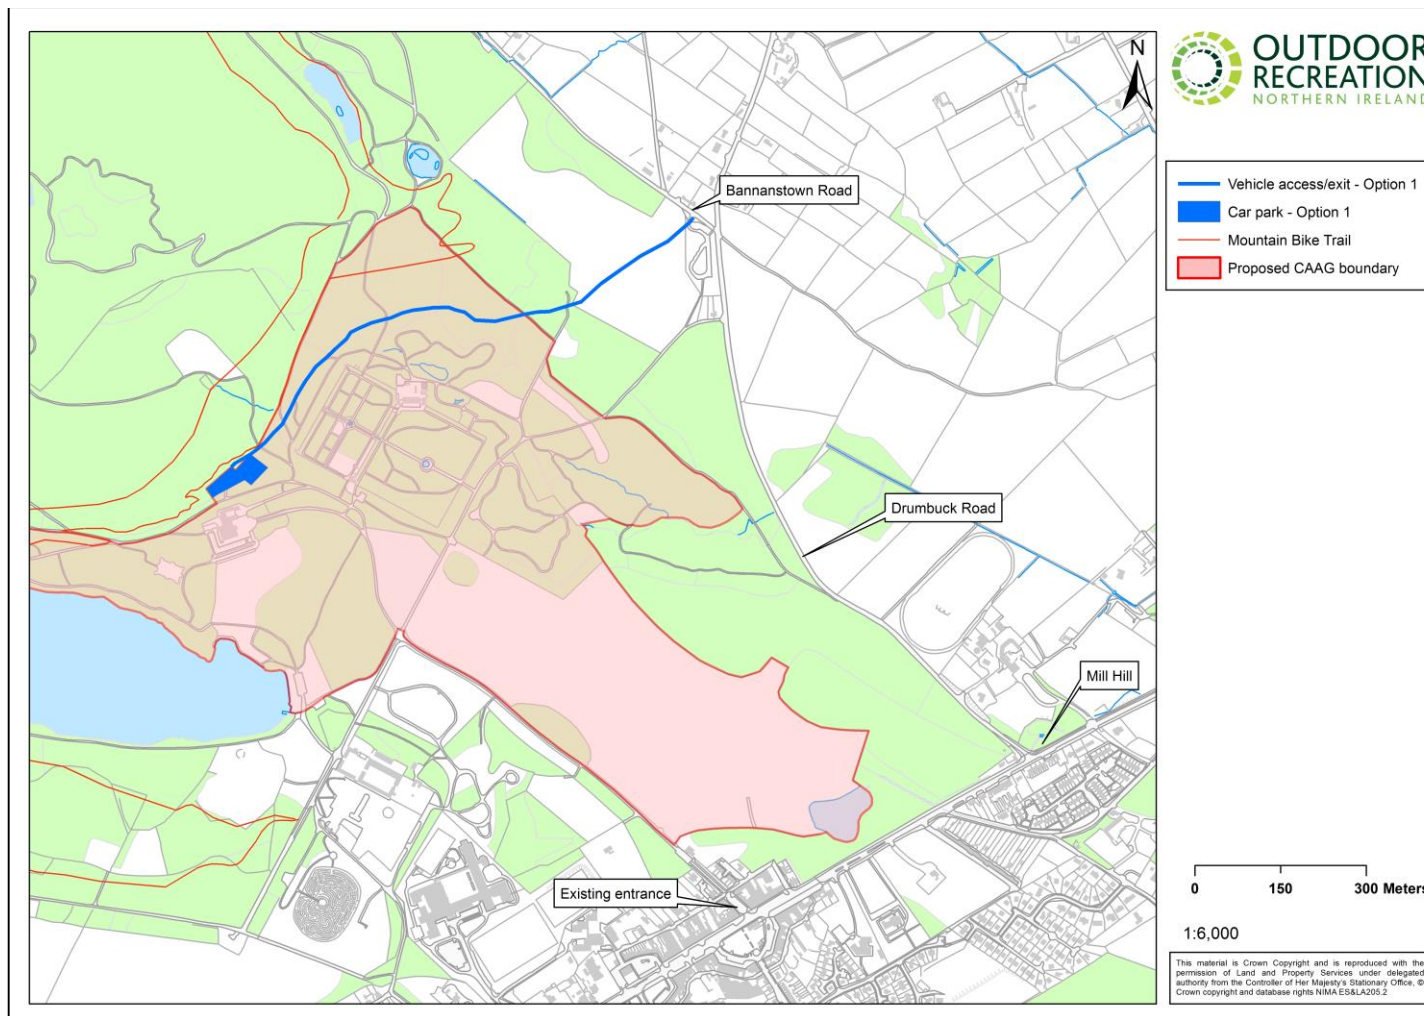 N
OUTDOOR
RECREATION
NORTHERN IRELAND
Bannanstown Road
Vehicle access/exit - Option 1
Car park - Option 1
Mountain Bike Trail
Proposed CAAG boundary
Drumbuck Road
Mill Hill
Existing entrance
0 150 300 Meters
1:6,000
This material is Crown Copyright and is reproduced with the
permission of Land and Property Services under delegated
authority from the Controller of Her Majesty's Stationary Office, ©
Crown copyright and database rights NIMA ES&LA205.2